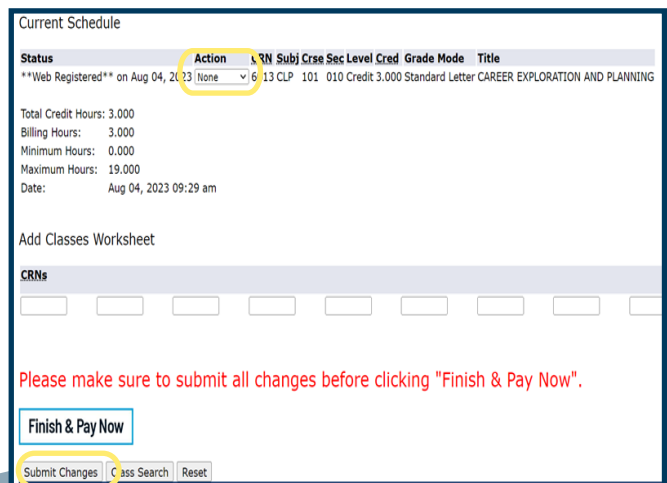 Current Schedule
Status Action CRN Subj Crse Sec Level Cred Grade Mode Title
**Web Registered** on Aug 04, 2023 None 13 CLP 101 010 Credit 3.000 Standard Letter CAREER EXPLORATION AND PLANNING
Total Credit Hours: 3.000
Billing Hours: 3.000
Minimum Hours: 0.000
Maximum Hours: 19.000
Date: Aug 04, 2023 09:29 am
Add Classes Worksheet
CRNs
Please make sure to submit all changes before clicking "Finish & Pay Now".
Finish & Pay Now
Submit Changes Class Search Reset